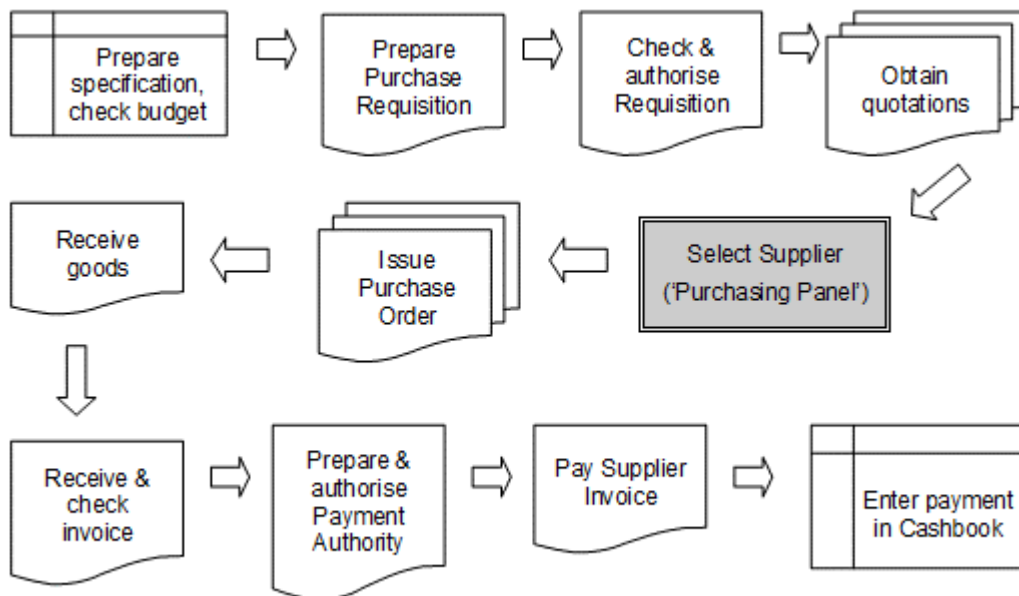 Prepare
specification,
check budget
Prepare
Purchase
Requisition
Check &
authorise
Requisition
Obtain
quotations
Select Supplier
(‘Purchasing Panel’)
Issue
Purchase
Order
Receive
goods
Receive &
check
invoice
Prepare &
authorise
Payment
Authority
Pay Supplier
Invoice
Enter payment
in Cashbook